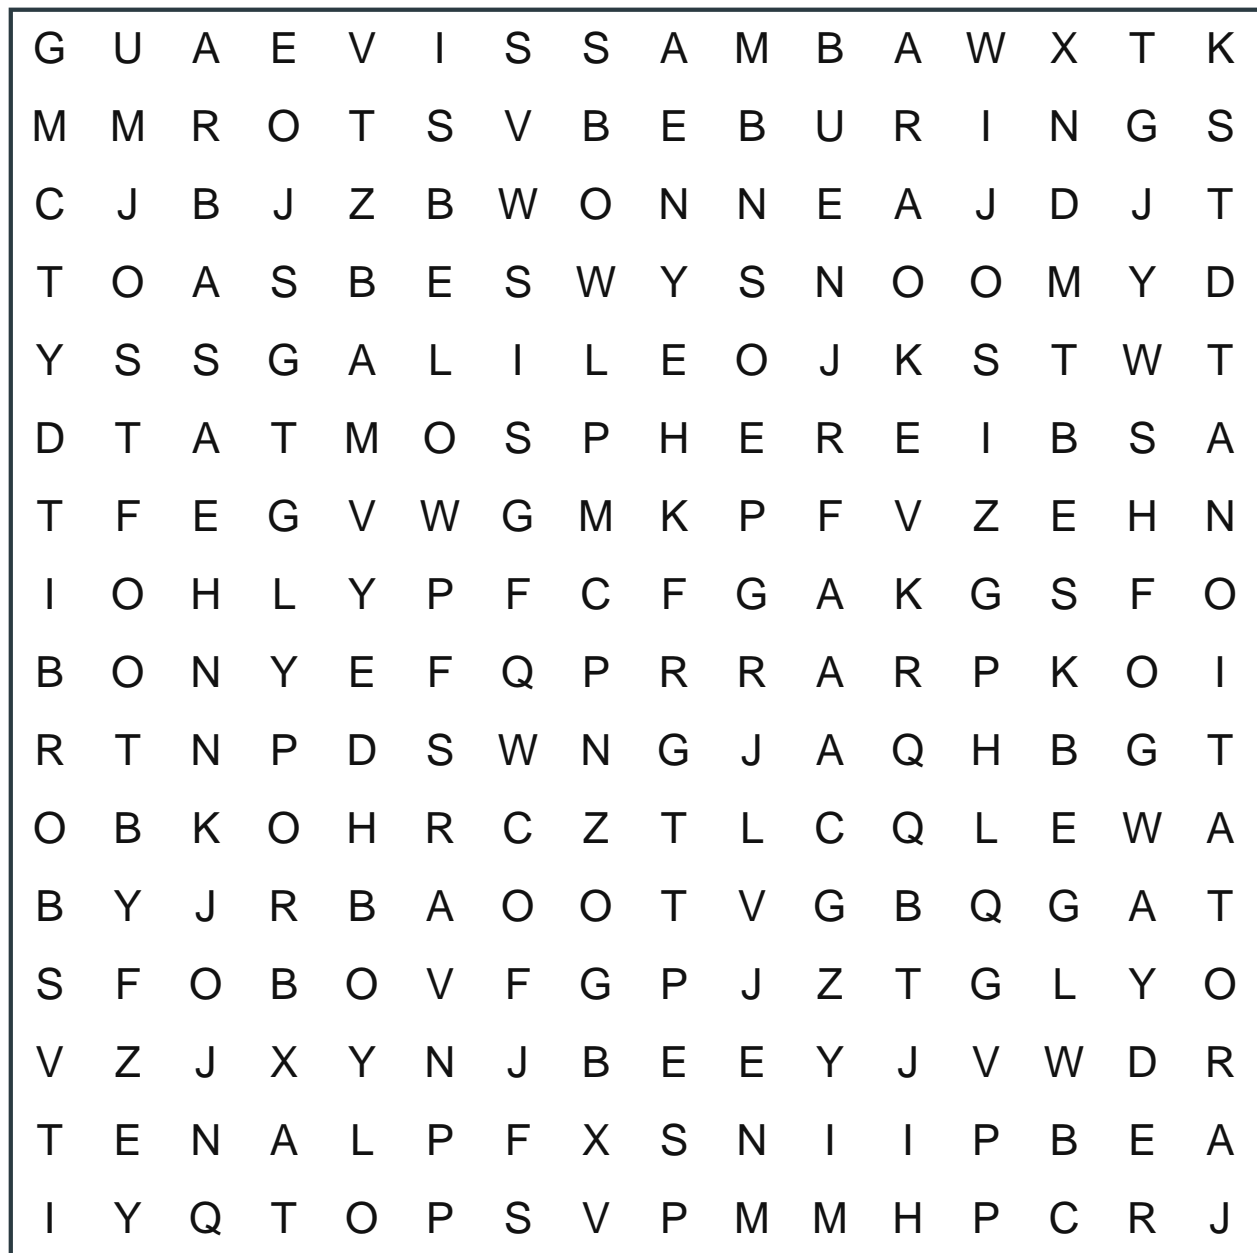 G U A E V I S S A M B A W X T K
M M R O T S V B E B U R I N G S
C J B J Z B W O N N E A J D J T
T O A S B E S W Y S N O O M Y D
Y S S G A L I L E O J K S T W T
D T A T M O S P H E R E I B S A
T F E G V W G M K P F V Z E H N
I O H L Y P F C F G A K G S F O
B O N Y E F Q P R R A R P K O I
R T N P D S W N G J A Q H B G T
O B K O H R C Z T L C Q L E W A
B Y J R B A O O T V G B Q G A T
S F O B O V F G P J Z T G L Y O
V Z J X Y N J B E E Y J V W D R
T E N A L P F X S N I I P B E A
I Y Q T O P S V P M M H P C R J